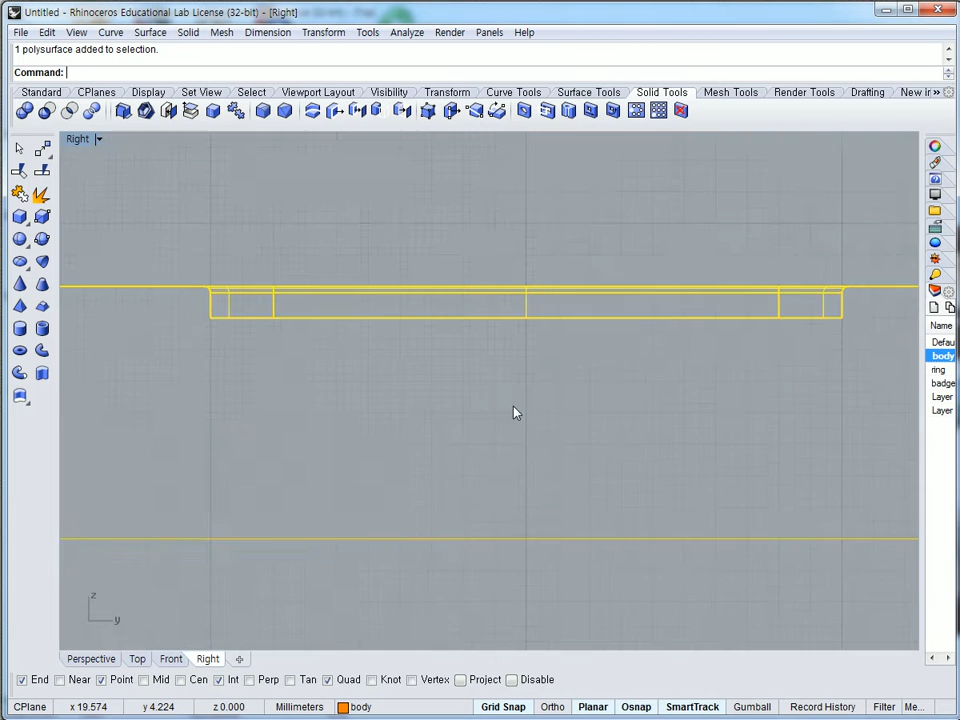 Untitled - Rhinoceros Educational Lab License (32-bit) - [Right]
File Edit View Curve Surface Solid Mesh Dimension Transform Tools Analyze Render Panels Help
1 polysurface added to selection.
Command:
Standard CPlanes Display Set View Select Viewport Layout Visibility Transform Curve Tools Surface Tools Solid Tools Mesh Tools Render Tools Drafting New in »
Right
Name
Defau
body
ring
badge
Layer
Layer
z
y
Perspective Top Front Right
End Near Point Mid Cen Int Perp Tan Quad Knot Vertex Project Disable
CPlane x 19.574 y 4.224 z 0.000 Millimeters body Grid Snap Ortho Planar Osnap SmartTrack Gumball Record History Filter Me...